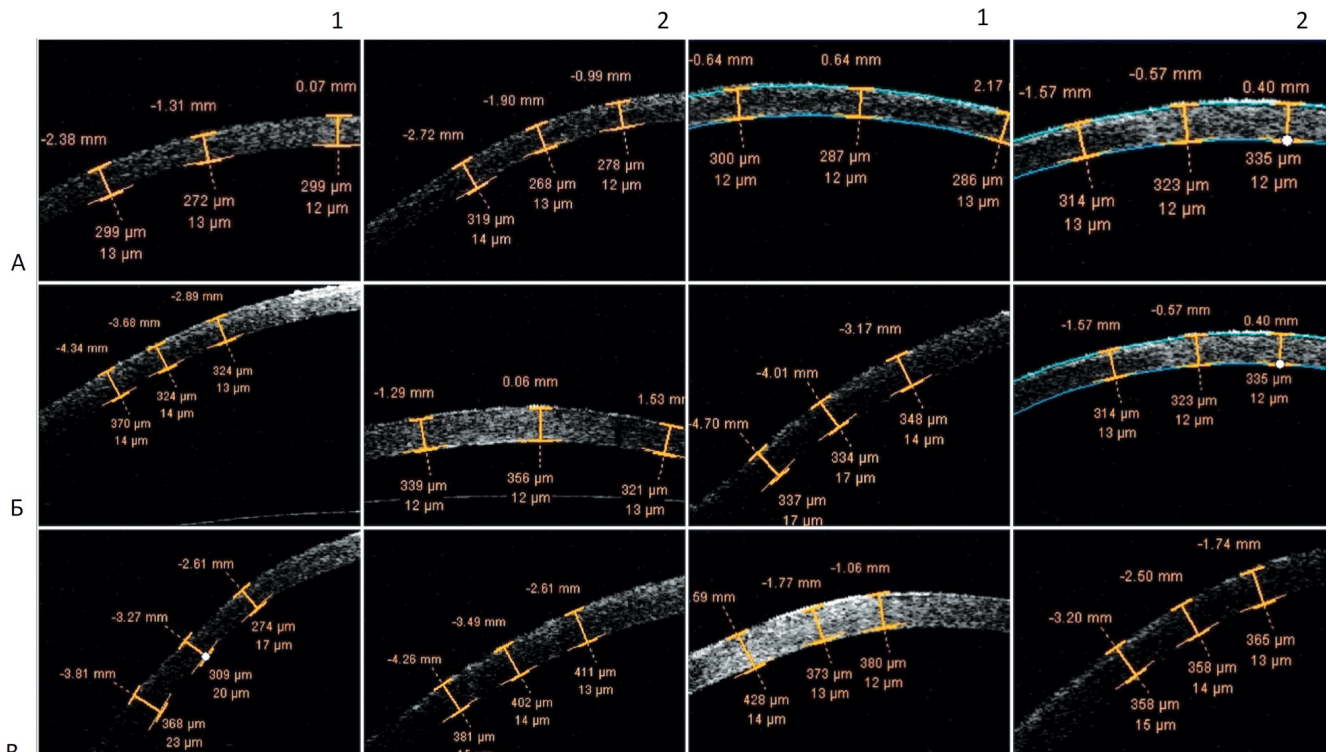 1 2 1 2
А
-2.38 mm
-1.31 mm
0.07 mm
299 µm
13 µm
272 µm
13 µm
299 µm
12 µm
-2.72 mm
-1.90 mm
-0.99 mm
319 µm
14 µm
268 µm
13 µm
278 µm
12 µm
-0.64 mm
0.64 mm
2.17
300 µm
12 µm
287 µm
12 µm
286 µm
13 µm
-1.57 mm
-0.57 mm
0.40 mm
314 µm
13 µm
323 µm
12 µm
335 µm
12 µm
Б
-4.34 mm
-3.68 mm
-2.89 mm
370 µm
14 µm
324 µm
14 µm
324 µm
13 µm
-1.29 mm
0.06 mm
1.53 mm
339 µm
12 µm
356 µm
12 µm
321 µm
13 µm
-4.70 mm
-4.01 mm
-3.17 mm
337 µm
17 µm
334 µm
17 µm
348 µm
14 µm
-1.57 mm
-0.57 mm
0.40 mm
314 µm
13 µm
323 µm
12 µm
335 µm
12 µm
В
-3.81 mm
-3.27 mm
-2.61 mm
368 µm
23 µm
309 µm
20 µm
274 µm
17 µm
-4.26 mm
-3.49 mm
-2.61 mm
381 µm
402 µm
14 µm
411 µm
13 µm
.59 mm
-1.77 mm
-1.06 mm
428 µm
14 µm
373 µm
13 µm
380 µm
12 µm
-3.20 mm
-2.50 mm
-1.74 mm
358 µm
15 µm
358 µm
14 µm
365 µm
13 µm